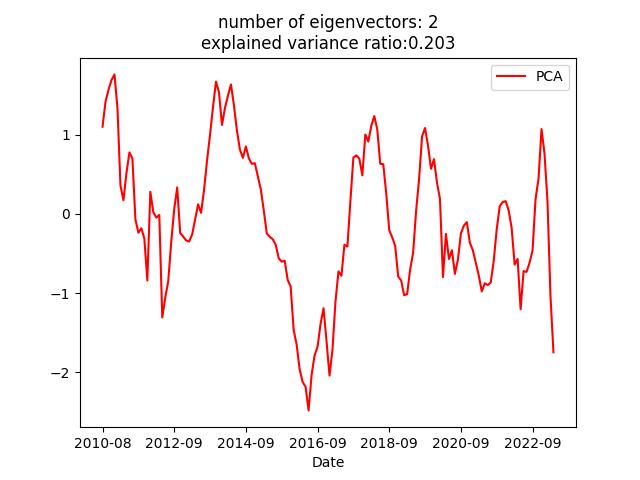 number of eigenvectors: 2
explained variance ratio:0.203
PCA
1
0
−1
−2
2010-08 2012-09 2014-09 2016-09 2018-09 2020-09 2022-09
Date